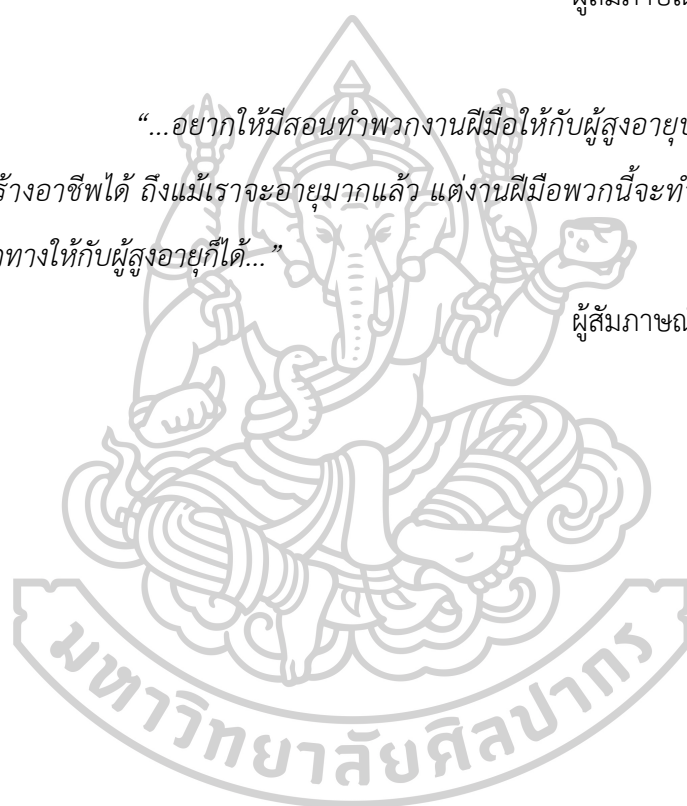 ผู้สัมภาษณ
“...อยากให้มีสอนทำพวกงานฝีมือให้กับผู้สูงอายุ
ร้างอาชีพได้ ถึงแม้เราจะอายุมากแล้ว แต่งานฝีมือพวกนี้จะทำ
ทางให้กับผู้สูงอายุก็ได้...”
ผู้สัมภาษณ
มหาวิทยาลัยศิลปากร